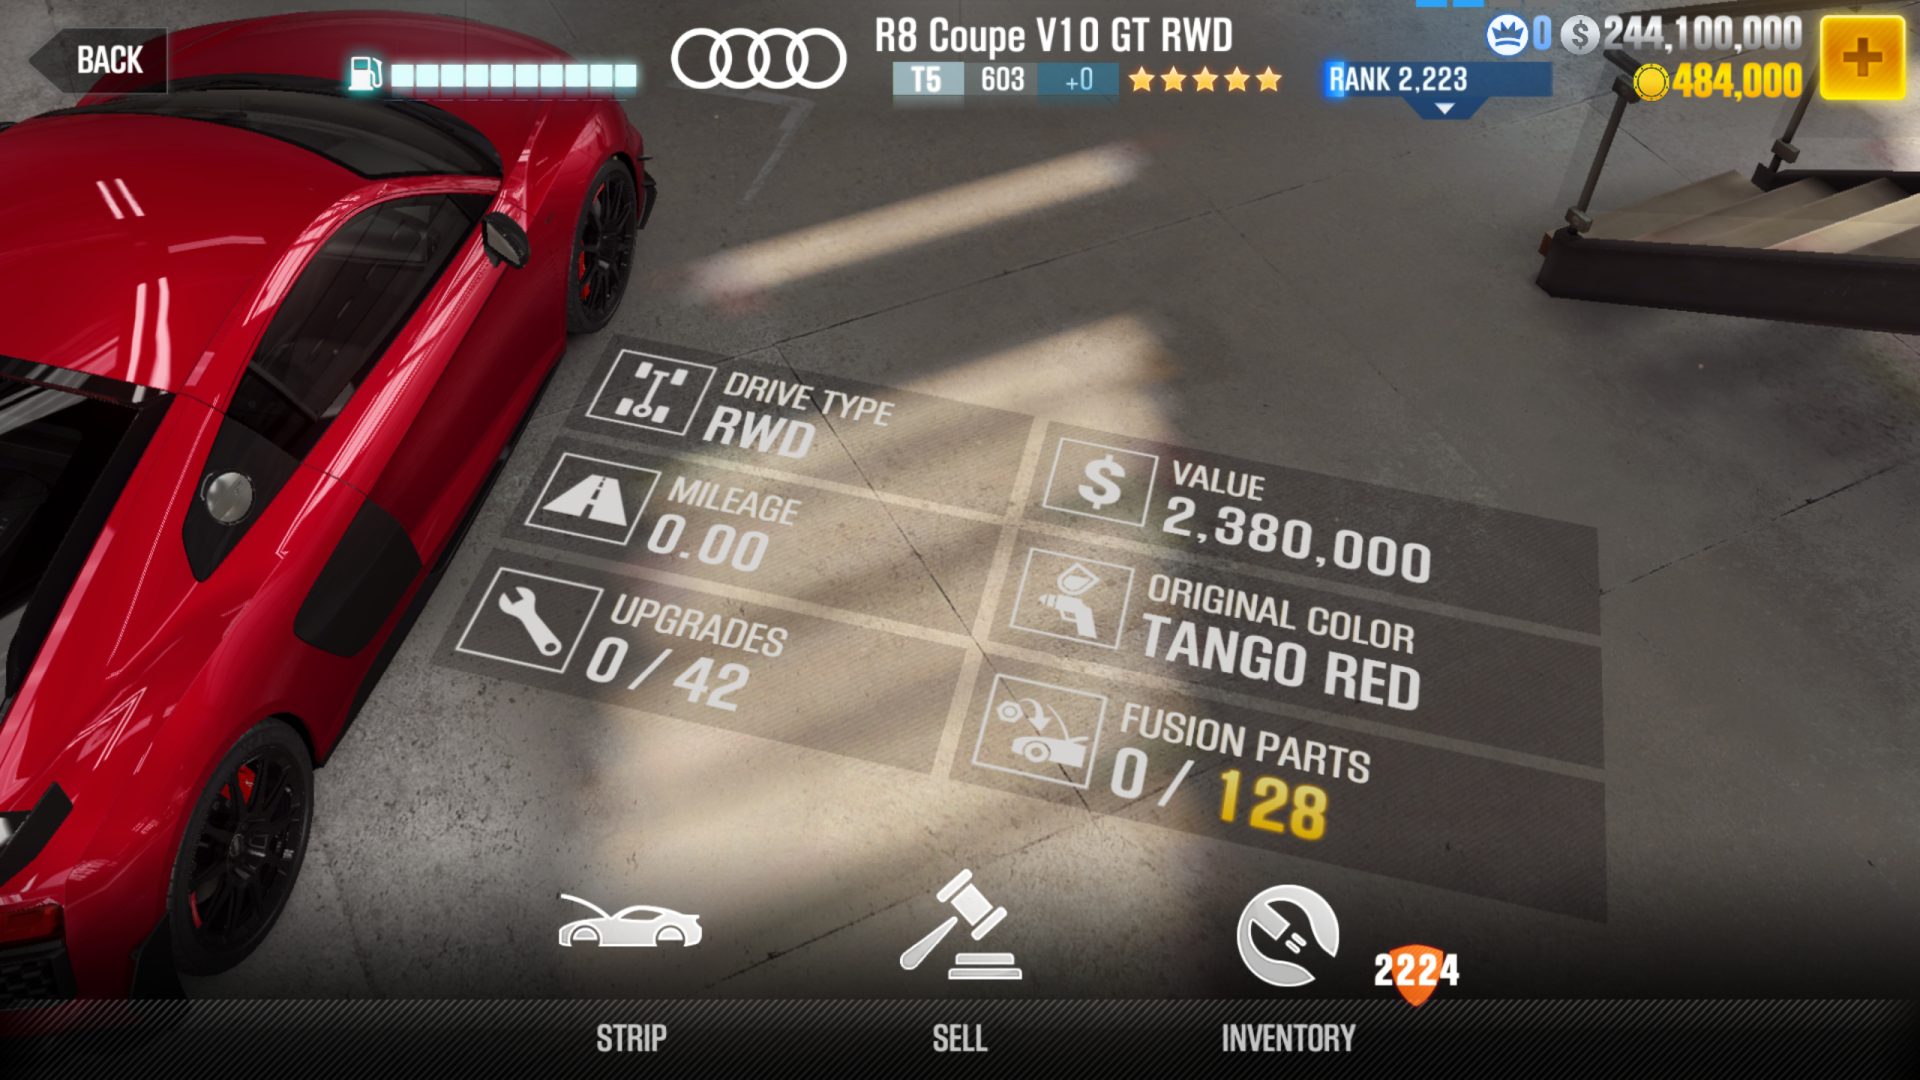 BACK
R8 Coupe V10 GT RWD
T5 603 +0
RANK 2,223
0 $ 244,100,000
484,000
DRIVE TYPE
RWD
MILEAGE
0.00
UPGRADES
0 / 42
$ VALUE
2,380,000
ORIGINAL COLOR
TANGO RED
FUSION PARTS
0 / 128
2224
STRIP
SELL
INVENTORY